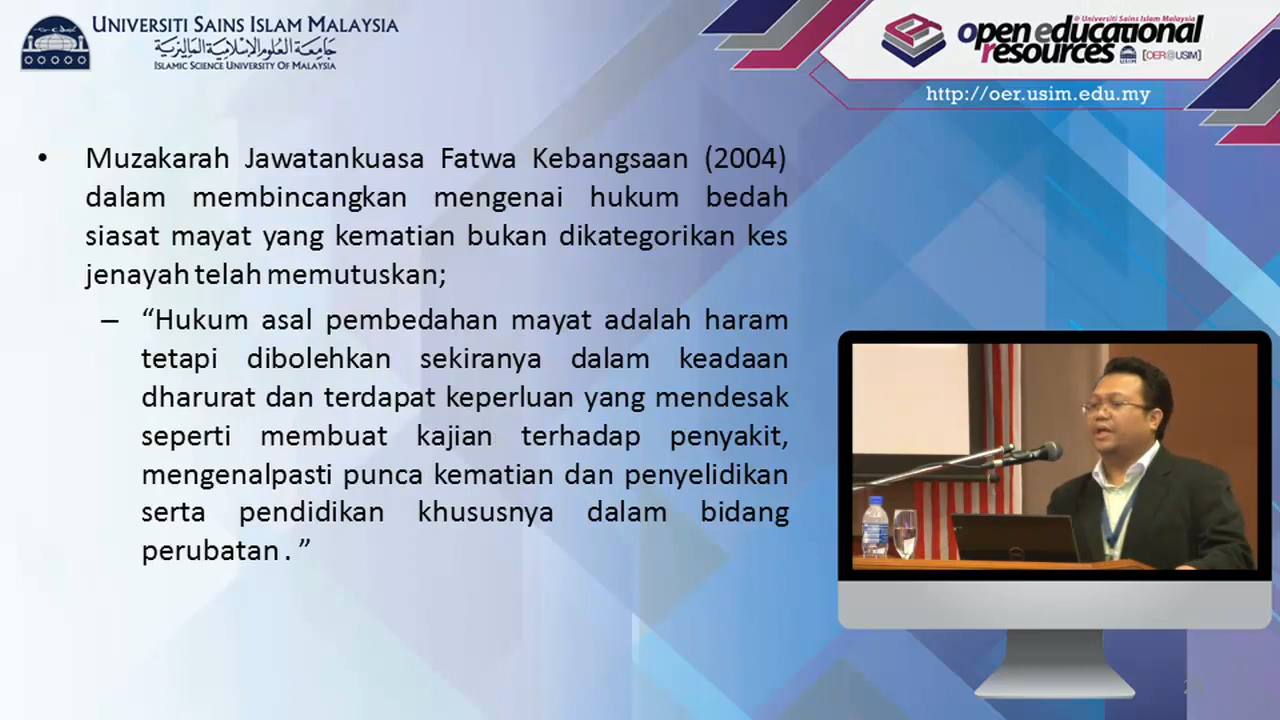 UNIVERSITI SAINS ISLAM MALAYSIA
جامعة العلوم الإسلامية الماليزية
ISLAMIC SCIENCE UNIVERSITY OF MALAYSIA
@ Universiti Sains Islam Malaysia
open educational
resources
USIM
[OER@USIM]
http://oer.usim.edu.my
• Muzakarah Jawatankuasa Fatwa Kebangsaan (2004)
dalam membincangkan mengenai hukum bedah
siasat mayat yang kematian bukan dikategorikan kes
jenayah telah memutuskan;
– “Hukum asal pembedahan mayat adalah haram
tetapi dibolehkan sekiranya dalam keadaan
dharurat dan terdapat keperluan yang mendesak
seperti membuat kajian terhadap penyakit,
mengenalpasti punca kematian dan penyelidikan
serta pendidikan khususnya dalam bidang
perubatan . ”